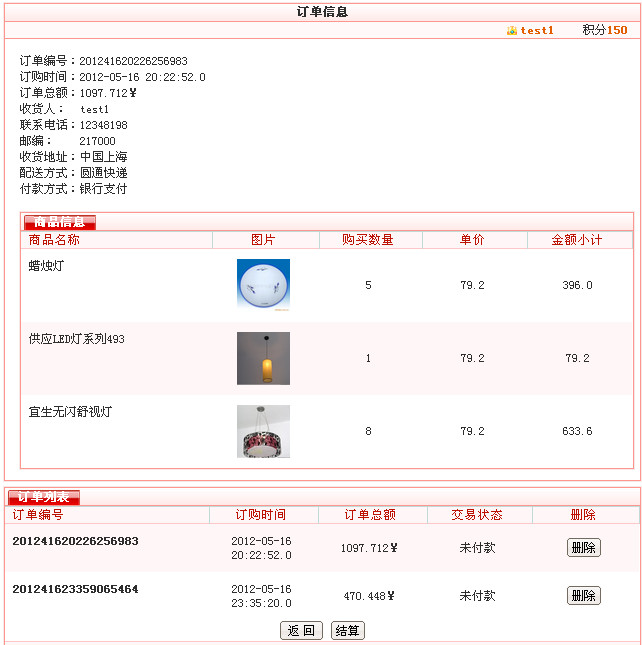 订单信息
test1 积分150
订单编号：201241620226256983
订购时间：2012-05-16 20:22:52.0
订单总额：1097.712¥
收货人： test1
联系电话：12348198
邮编： 217000
收货地址：中国上海
配送方式：圆通快递
付款方式：银行支付
商品信息
商品名称 图片 购买数量 单价 金额小计
蜡烛灯 5 79.2 396.0
供应LED灯系列493 1 79.2 79.2
宜生无闪舒视灯 8 79.2 633.6
订单列表
订单编号 订购时间 订单总额 交易状态 删除
201241620226256983 2012-05-16 20:22:52.0 1097.712¥ 未付款 删除
201241623359065464 2012-05-16 23:35:20.0 470.448¥ 未付款 删除
返 回 结算